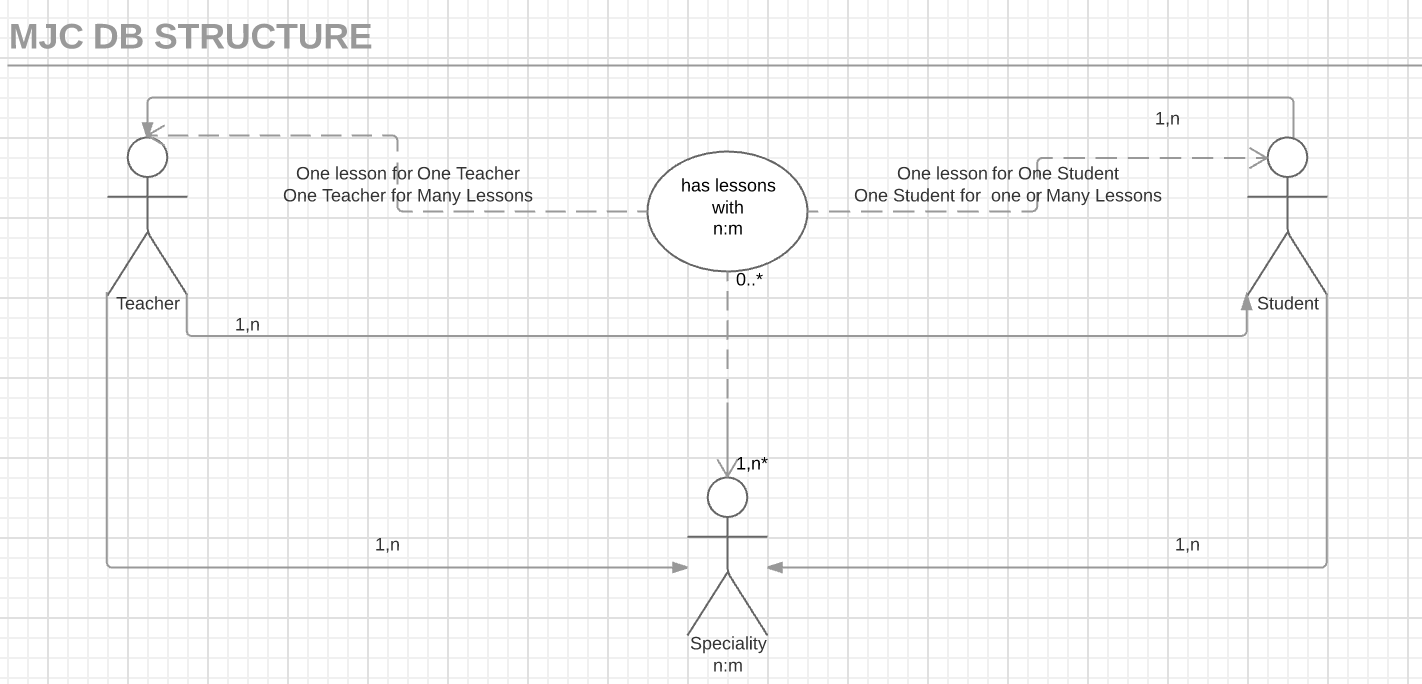 MJC DB STRUCTURE
1,n
One lesson for One Teacher
One Teacher for Many Lessons
has lessons
with
n:m
One lesson for One Student
One Student for  one or Many Lessons
0..*
Teacher
Student
1,n
1,n*
1,n
1,n
Speciality
n:m